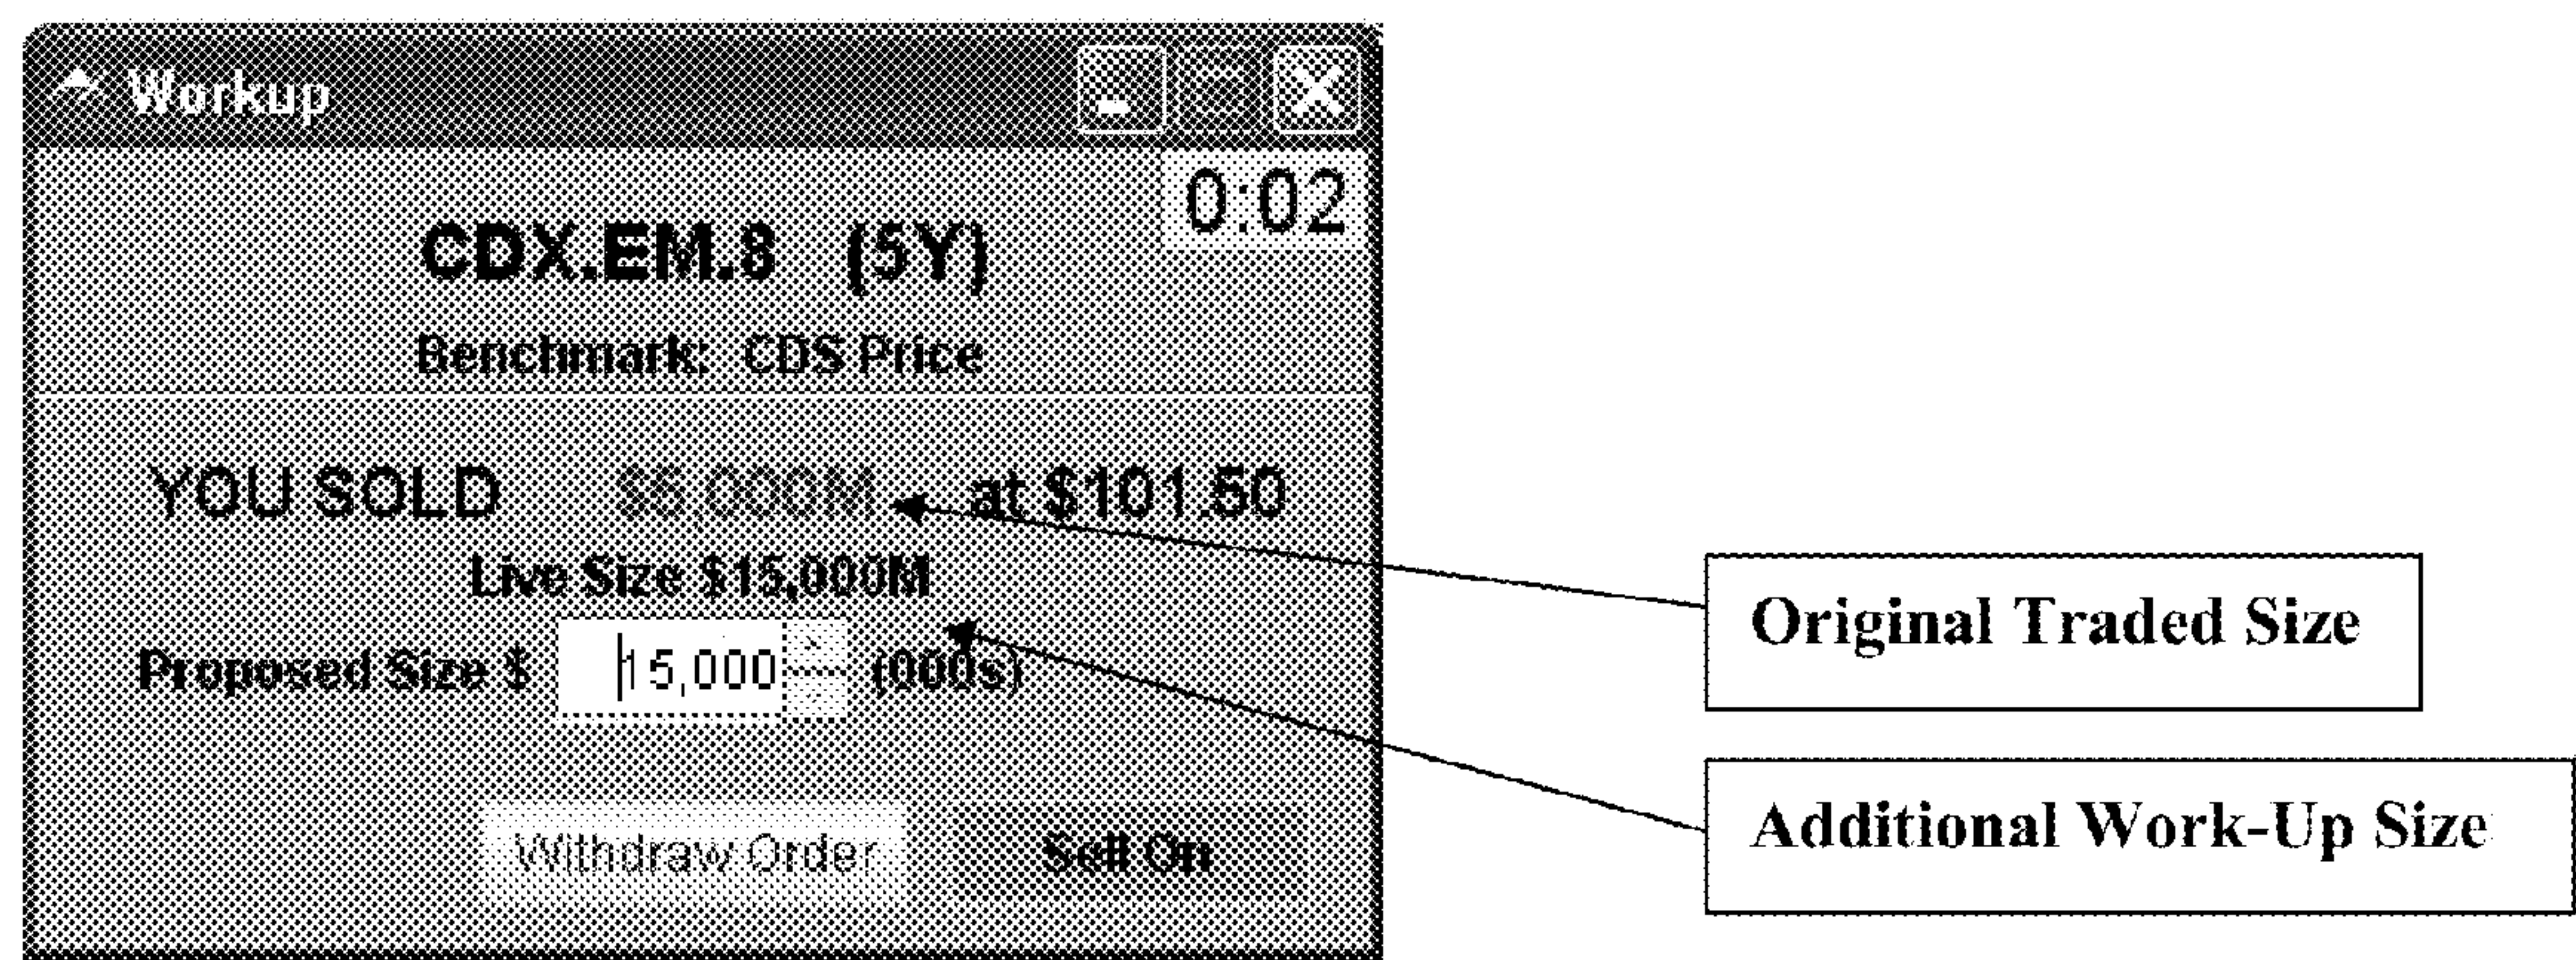 Workup
0:02
CDX.EM.8 (5Y)
Benchmark: CDS Price
YOU SOLD $5,000M at $101.50
Live Size $15,000M
Original Traded Size
Proposed Size $ 15,000 (000s)
Additional Work-Up Size
Withdraw Order Sell On